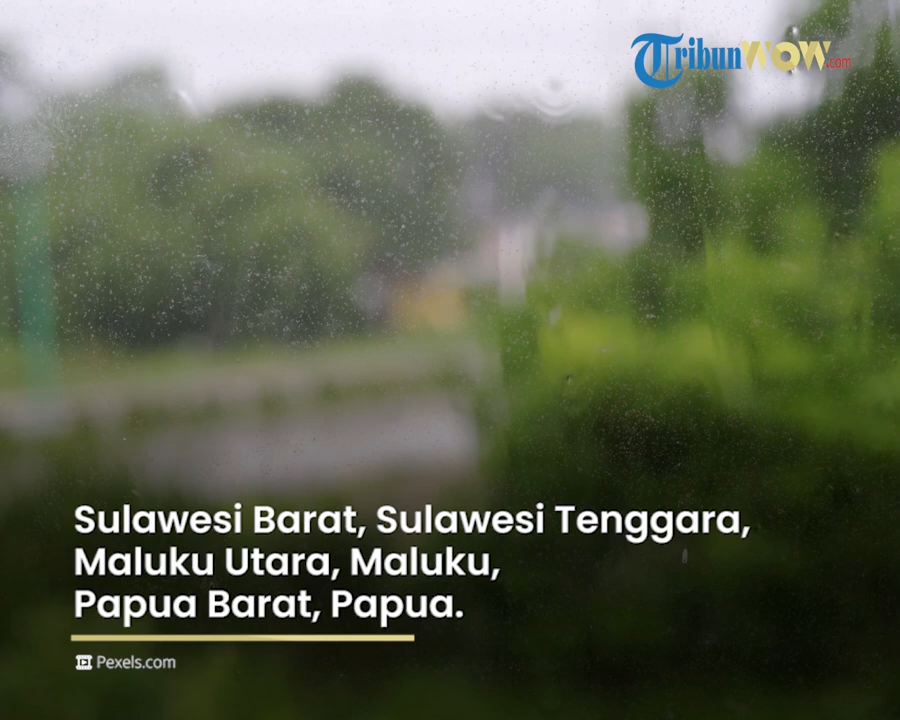 TribunWOW.com
Sulawesi Barat, Sulawesi Tenggara,
Maluku Utara, Maluku,
Papua Barat, Papua.
Pexels.com